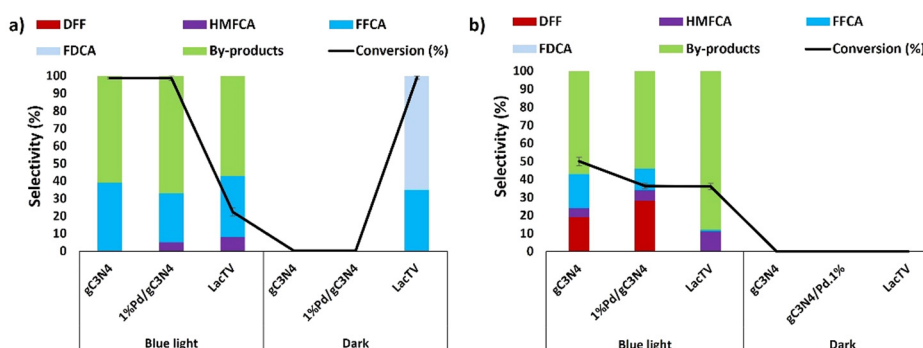 a)
DFF HMFCA FFCA
FDCA By-products Conversion (%)
Selectivity (%)
100
90
80
70
60
50
40
30
20
10
0
gC3N4
1%Pd/gC3N4
LacTV
gC3N4
1%Pd/gC3N4
LacTV
Blue light Dark
b)
DFF HMFCA FFCA
FDCA By-products Conversion (%)
Selectivity (%)
100
90
80
70
60
50
40
30
20
10
0
gC3N4
1%Pd/gC3N4
LacTV
gC3N4
gC3N4/Pd.1%
LacTV
Blue light Dark